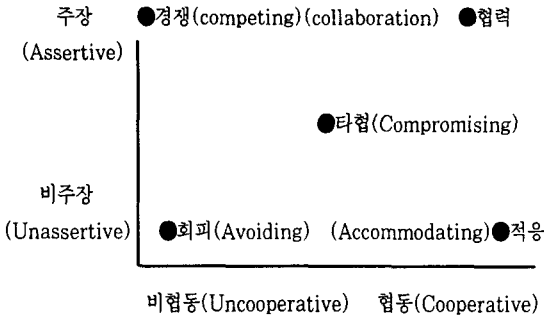 주장 ●경쟁(competing)(collaboration) ●협력
(Assertive)
●타협(Compromising)
비주장
(Unassertive) ●회피(Avoiding) (Accommodating)●적응
비협동(Uncooperative) 협동(Cooperative)